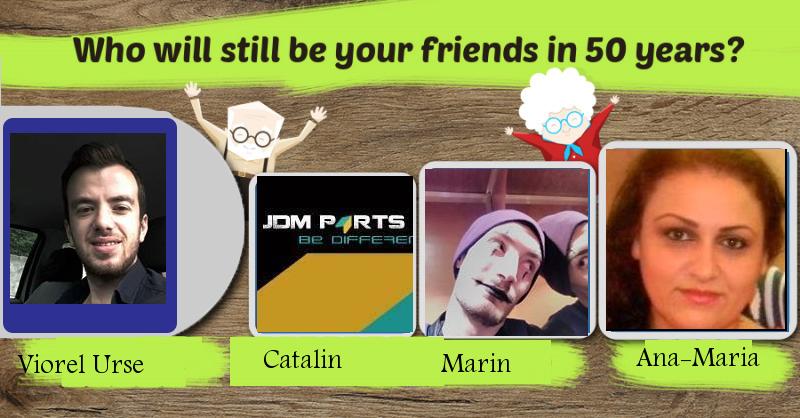 Who will still be your friends in 50 years?
JDM PARTS
BE DIFFEREN
Viorel Urse
Catalin
Marin
Ana-Maria